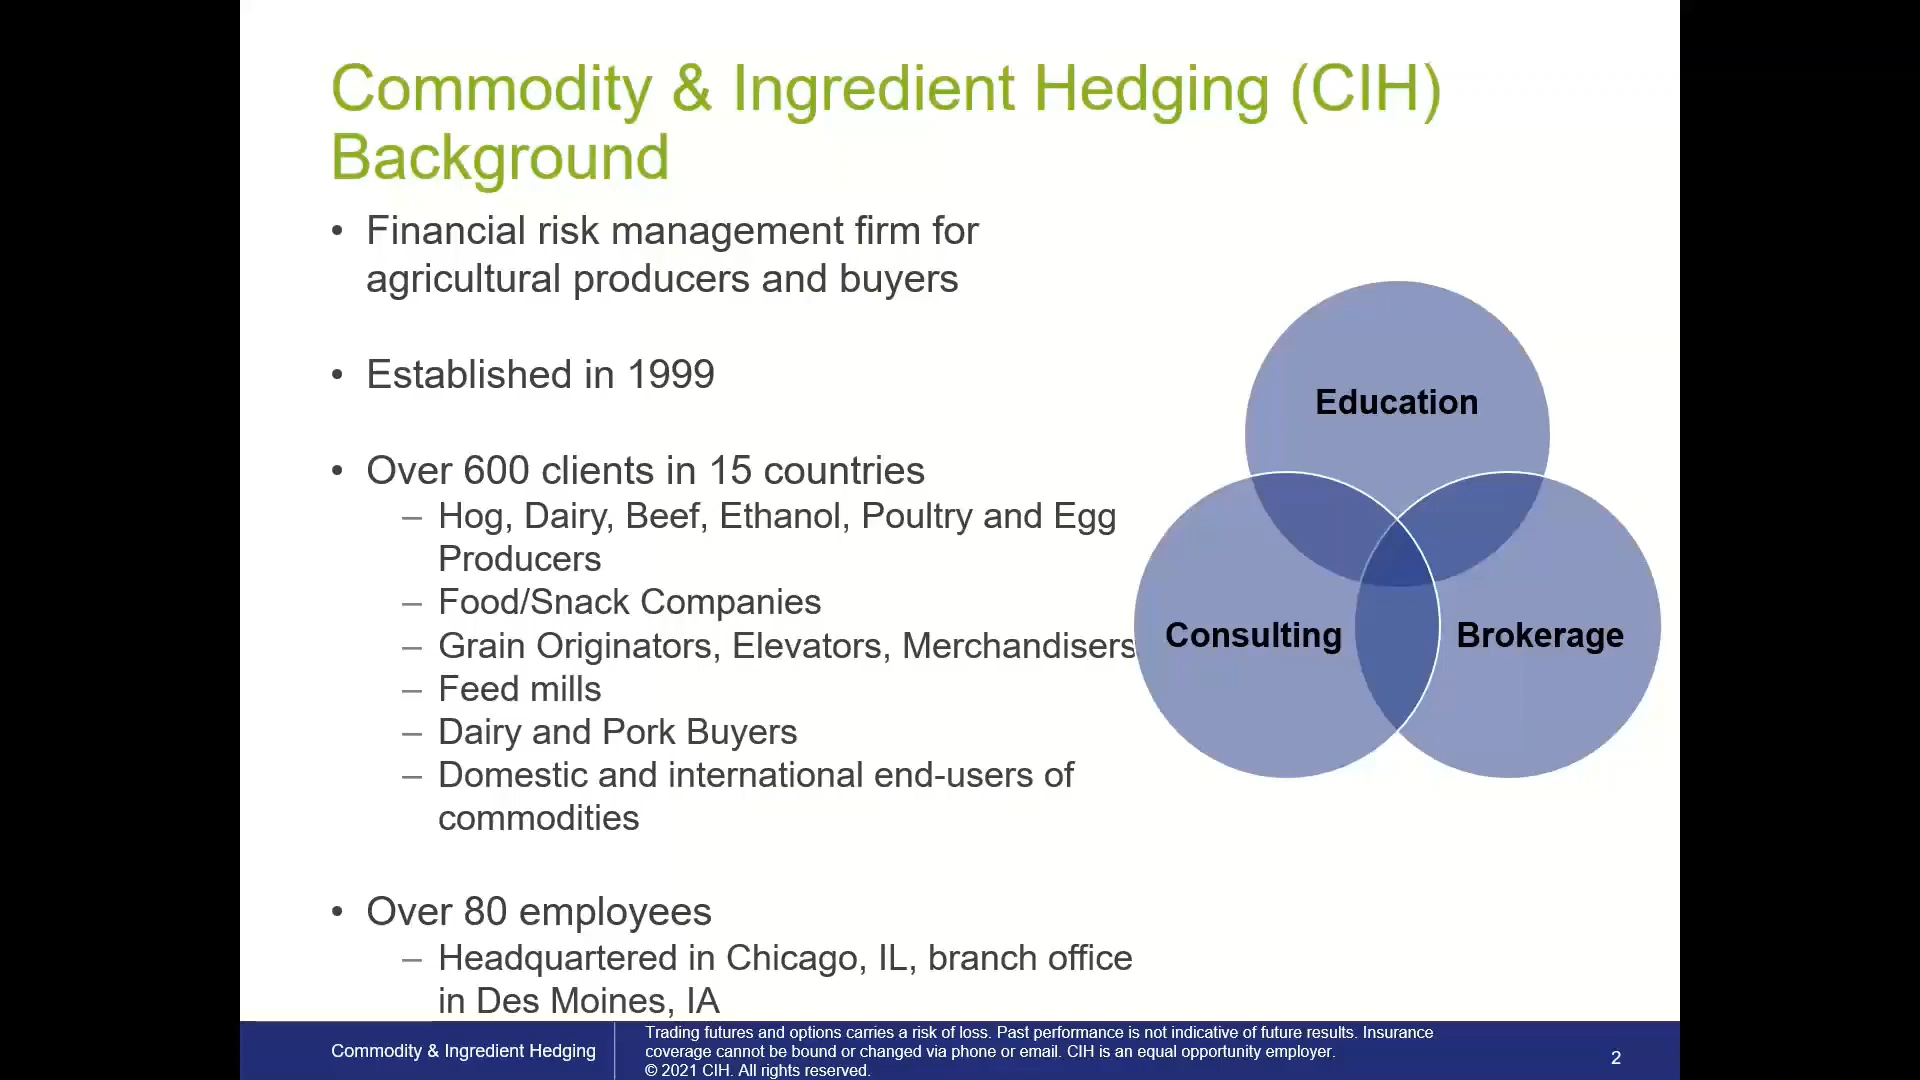 Commodity & Ingredient Hedging (CIH)
Background
• Financial risk management firm for
agricultural producers and buyers
• Established in 1999
• Over 600 clients in 15 countries
– Hog, Dairy, Beef, Ethanol, Poultry and Egg
Producers
– Food/Snack Companies
– Grain Originators, Elevators, Merchandisers
– Feed mills
– Dairy and Pork Buyers
– Domestic and international end-users of
commodities
• Over 80 employees
– Headquartered in Chicago, IL, branch office
in Des Moines, IA
Education
Consulting
Brokerage
Commodity & Ingredient Hedging
Trading futures and options carries a risk of loss. Past performance is not indicative of future results. Insurance
coverage cannot be bound or changed via phone or email. CIH is an equal opportunity employer.
© 2021 CIH. All rights reserved.
2